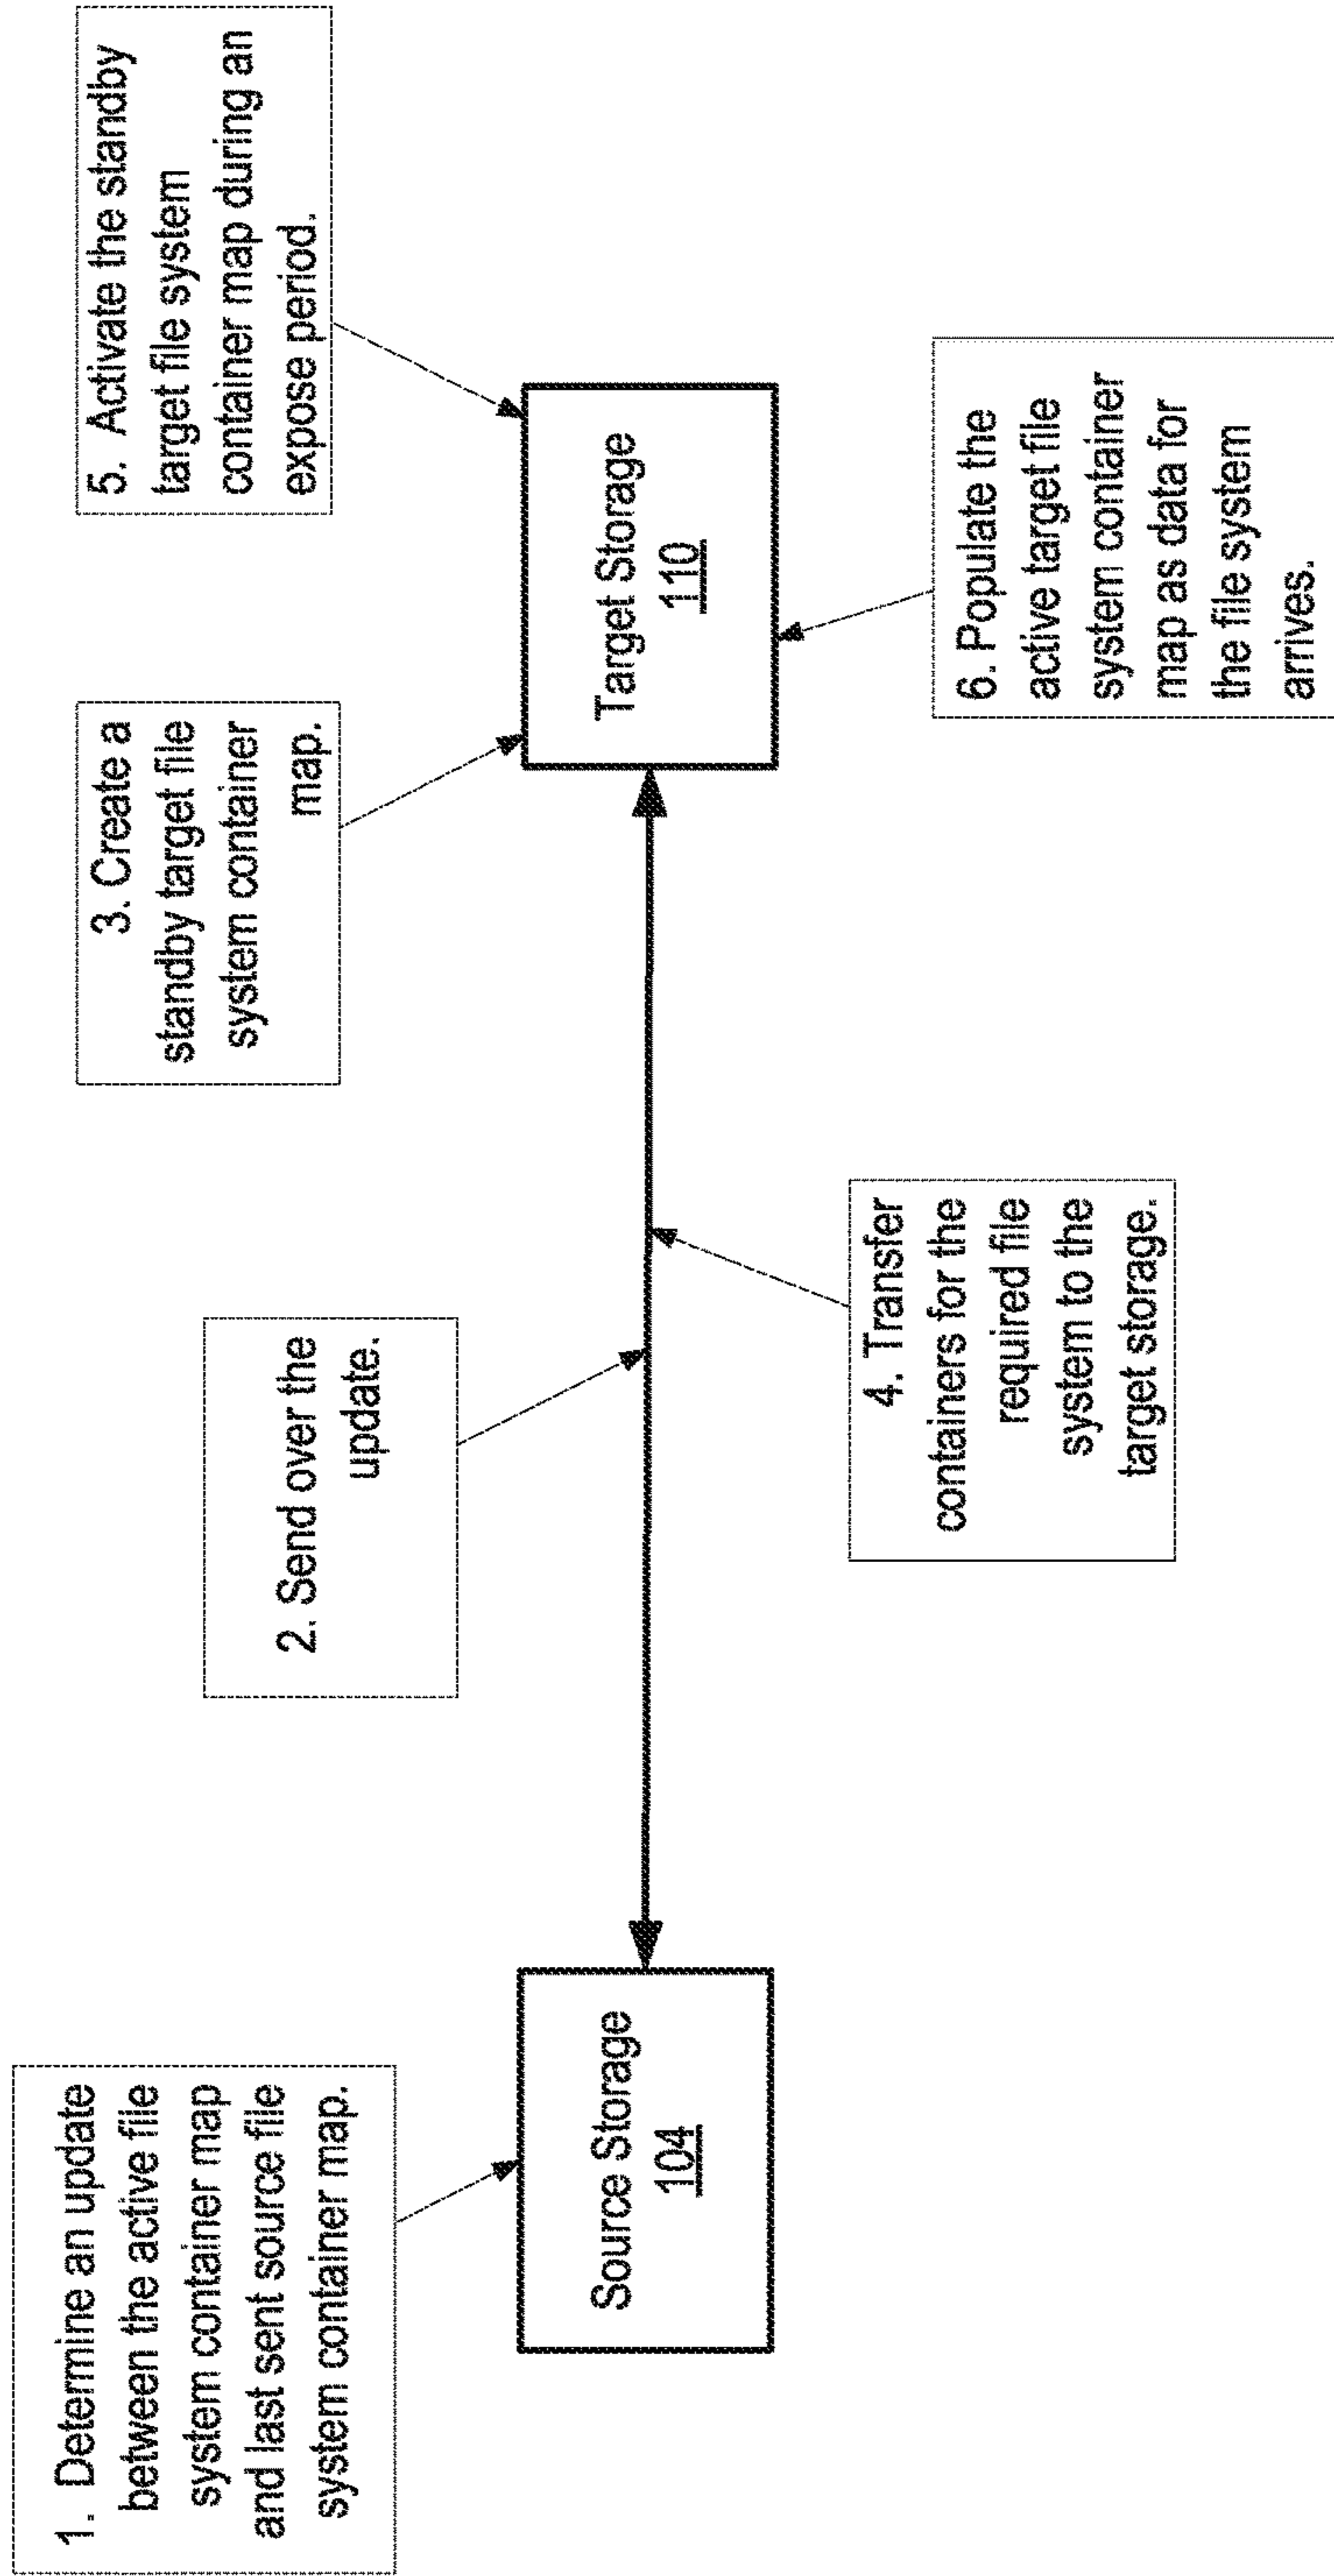 1. Determine an update
between the active file
system container map
and last sent source file
system container map.
2. Send over the
update.
3. Create a
standby target file
system container
map.
5. Activate the standby
target file system
container map during an
expose period.
Source Storage
104
Target Storage
110
4. Transfer
containers for the
required file
system to the
target storage.
6. Populate the
active target file
system container
map as data for
the file system
arrives.